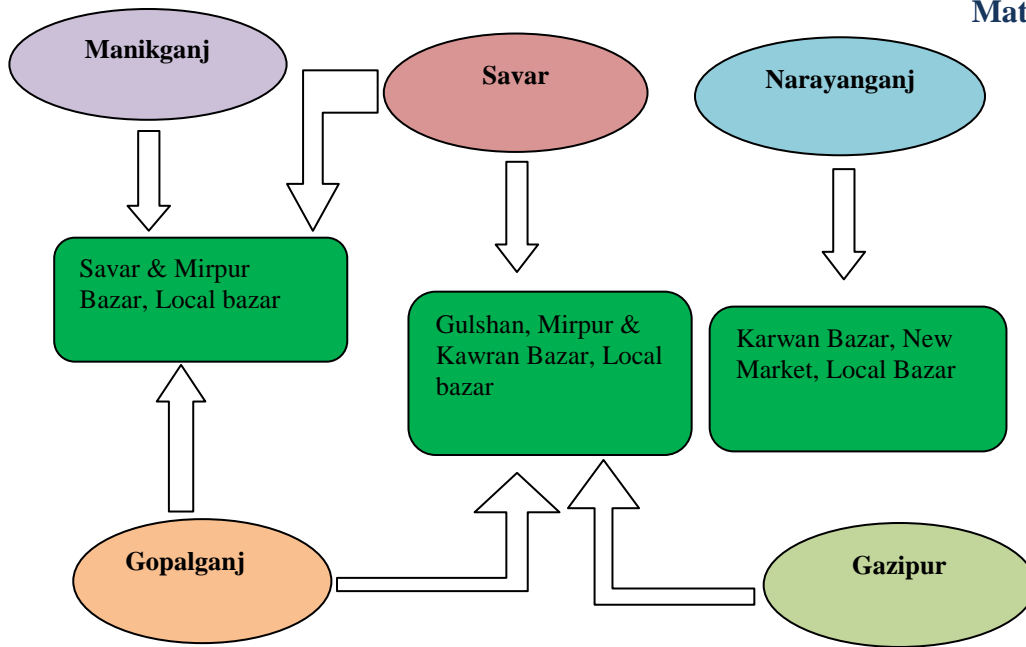 Mat
Manikganj
Savar
Narayanganj
Savar & Mirpur
Bazar, Local bazar
Gulshan, Mirpur &
Kawran Bazar, Local
bazar
Karwan Bazar, New
Market, Local Bazar
Gopalganj
Gazipur